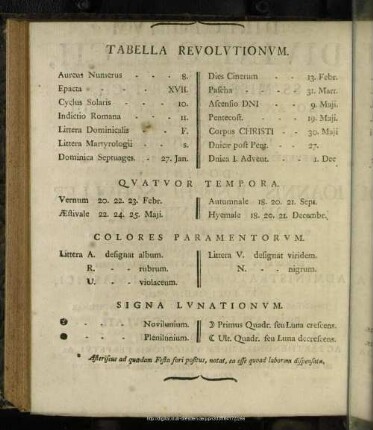 TABELLA REVOLVTIONVM.
Aureus Numerus - - - 8.
Epacta - - - XVII.
Cyclus Solaris - - - 10.
Indictio Romana - - 11.
Littera Dominicalis - F.
Littera Martyrologii - s.
Dominica Septuages. - 27. Jan.
Dies Cinerum - - 13. Febr.
Pascha - - - 31. Mart.
Ascensio DNI - - 9. Maji.
Pentecost. - - 19. Maji.
Corpus CHRISTI - - 30. Maji
Dnicæ post Peng. - 27.
Dnica I. Advent. - - 1. Dec
QVATVOR TEMPORA.
Vernum 20. 22. 23. Febr.
Æstivale 22. 24. 25. Maji.
Autumnale 18. 20. 21. Sept.
Hyemale 18. 20. 21. Decembr.
COLORES PARAMENTORVM.
Littera A. designat album.
R. - - rubrum.
U. - - violaceum.
Littera V. designat viridem.
N. - - nigrum.
SIGNA LVNATIONVM.
- - - Novilunium.
- - - Plenilunium.
☽ Primus Quadr. seu Luna crescens.
☾ Ult. Quadr. seu Luna decrescens.
* Asteriscus ad quædam Festa fori positus, notat, ea esse quoad laborem dispensata.